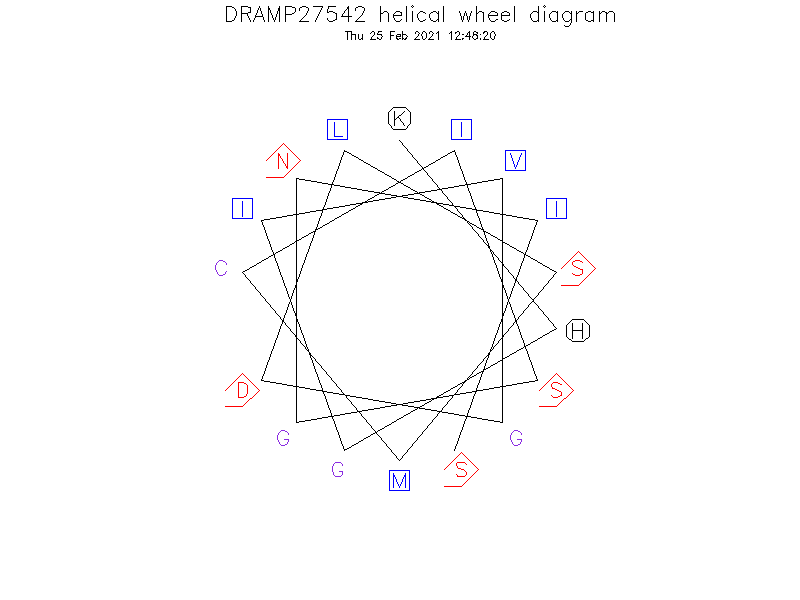 DRAMP27542 helical wheel diagram
Thu 25 Feb 2021 12:48:20
K
L I
N V
I I
C S
H
D S
G G
G S
M